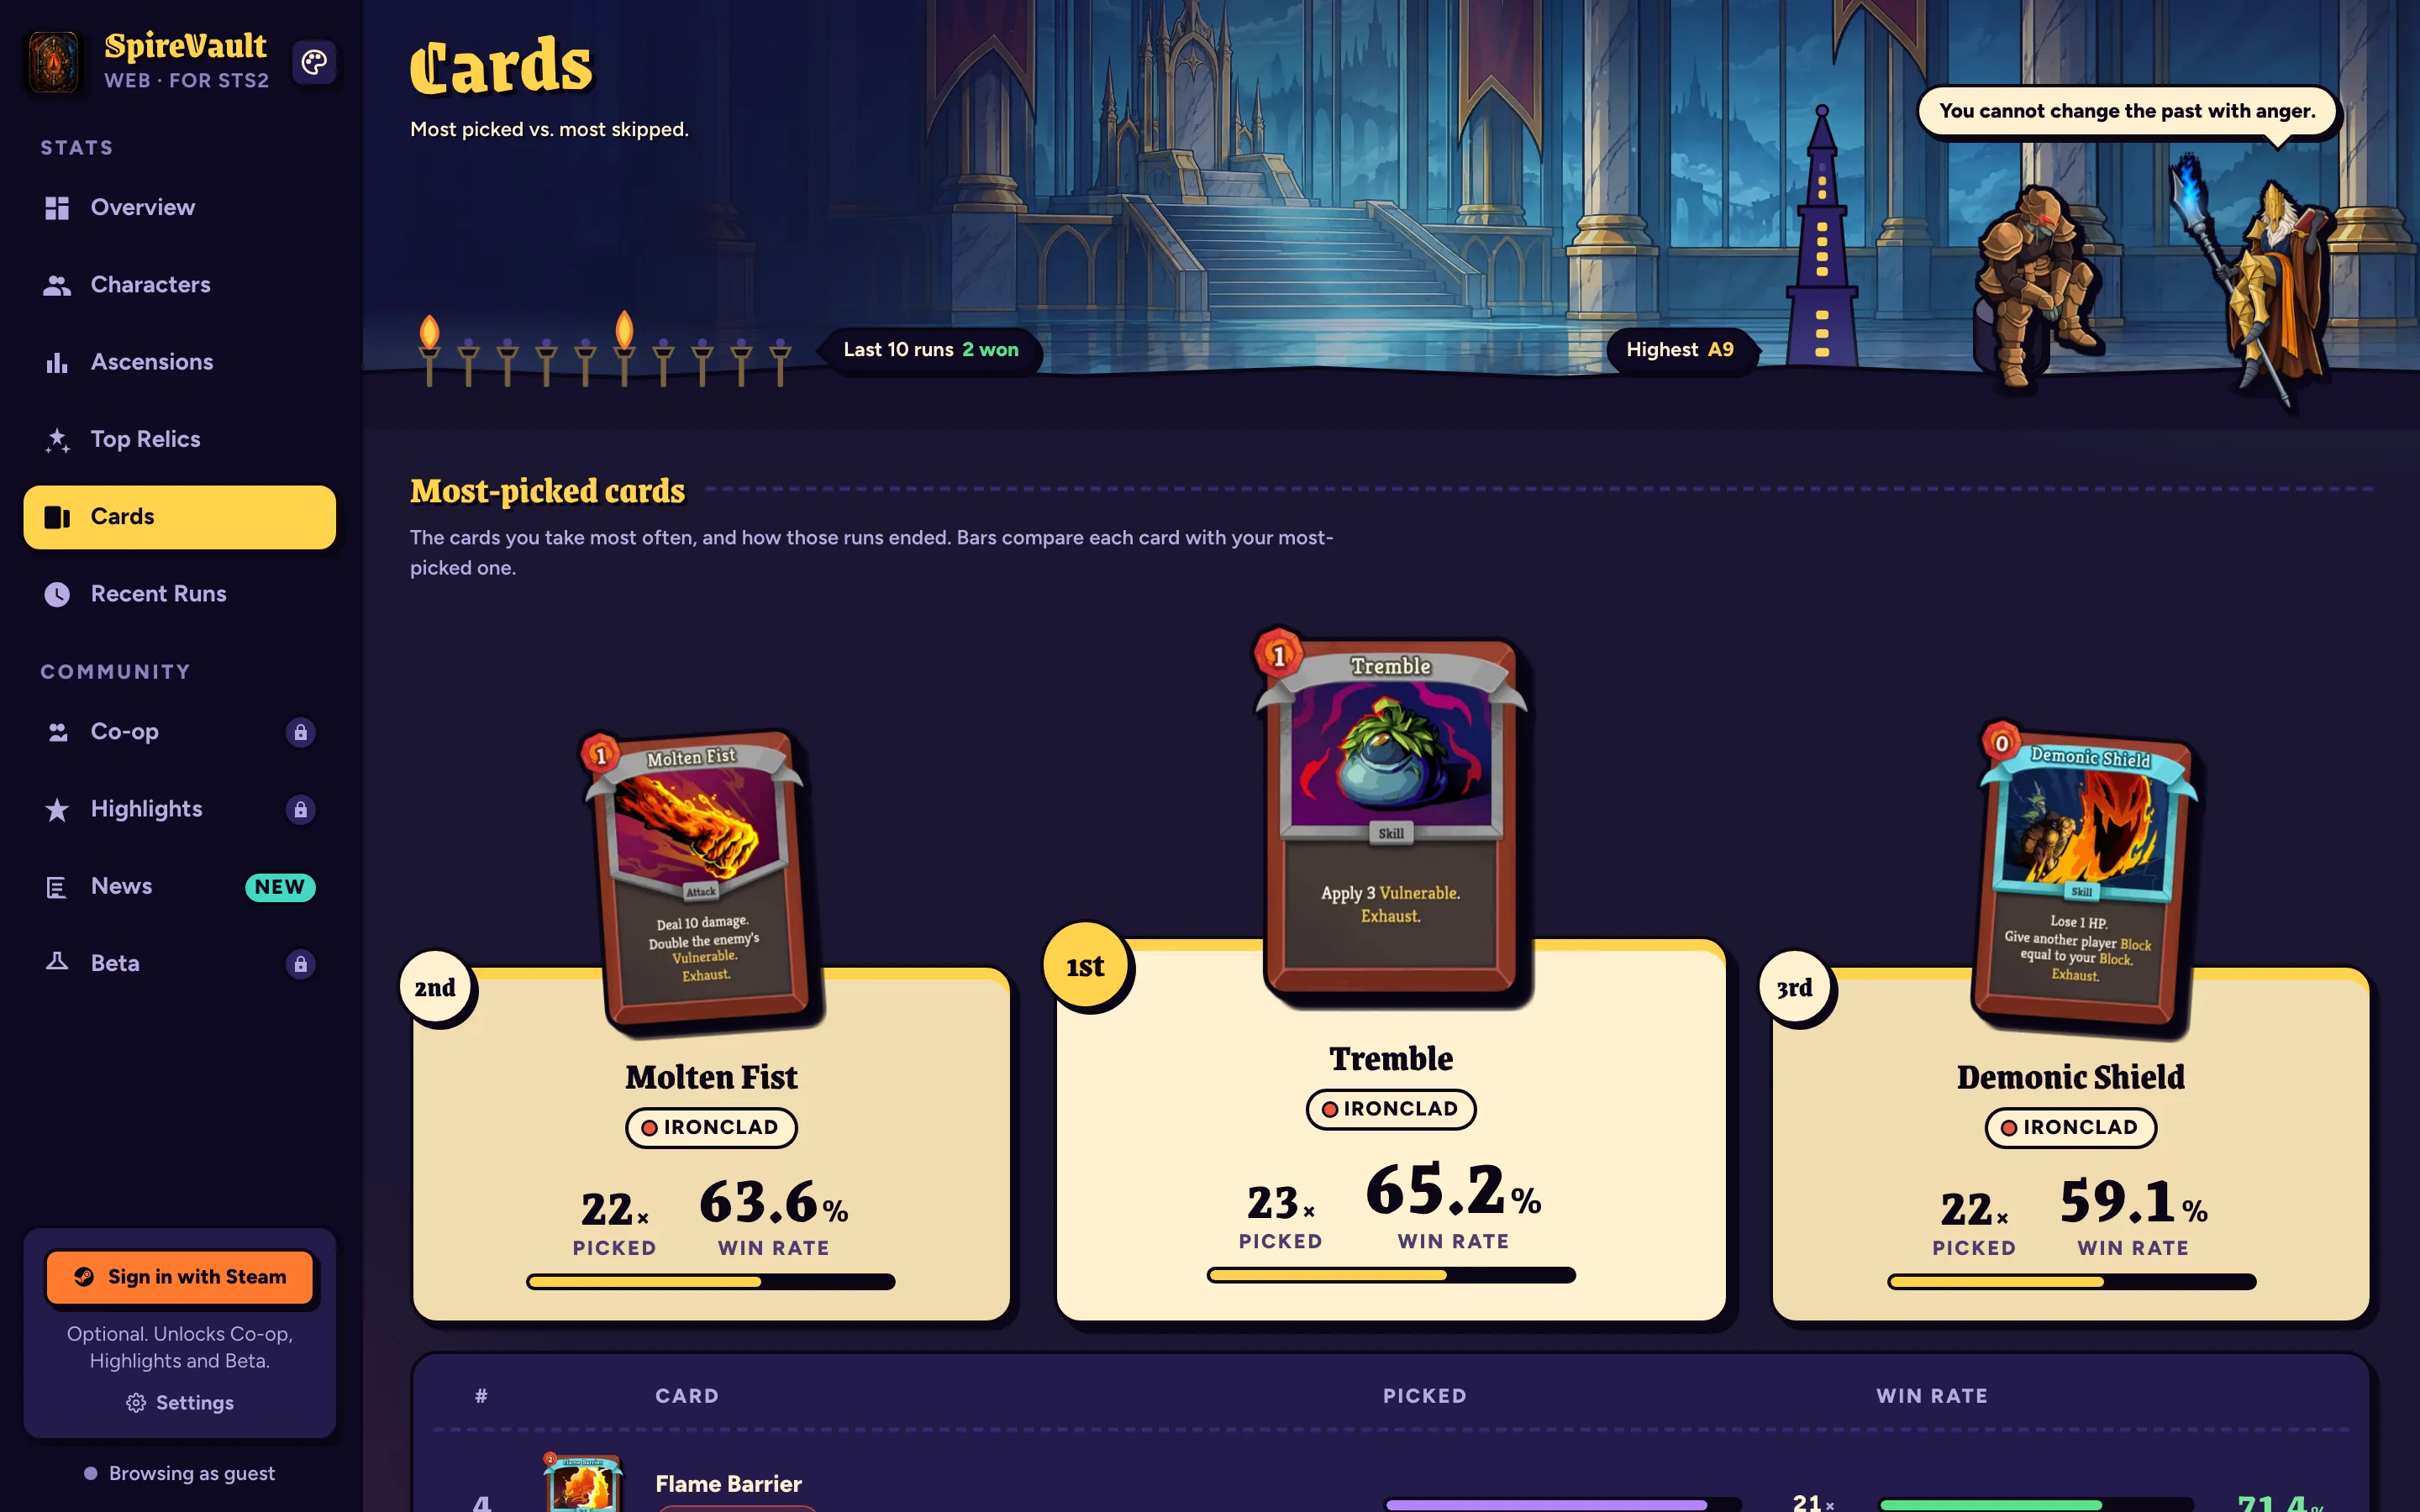 SpireVault
WEB · FOR STS2
STATS
Overview
Characters
Ascensions
Top Relics
Cards
Recent Runs
COMMUNITY
Co-op
Highlights
News
NEW
Beta
Sign in with Steam
Optional. Unlocks Co-op,
Highlights and Beta.
Settings
Browsing as guest
Cards
Most picked vs. most skipped.
You cannot change the past with anger.
Last 10 runs 2 won
Highest A9
Most-picked cards
The cards you take most often, and how those runs ended. Bars compare each card with your most-
picked one.
1
Molten Fist
Attack
Deal 10 damage.
Double the enemy's
Vulnerable.
Exhaust.
2nd
Molten Fist
IRONCLAD
22×
63.6%
PICKED
WIN RATE
1
Tremble
Skill
Apply 3 Vulnerable.
Exhaust.
1st
Tremble
IRONCLAD
23×
65.2%
PICKED
WIN RATE
0
Demonic Shield
Skill
Lose 1 HP.
Give another player Block
equal to your Block.
Exhaust.
3rd
Demonic Shield
IRONCLAD
22×
59.1%
PICKED
WIN RATE
#
CARD
PICKED
WIN RATE
4
2
Flame Barrier
Flame Barrier
21×
71.4%